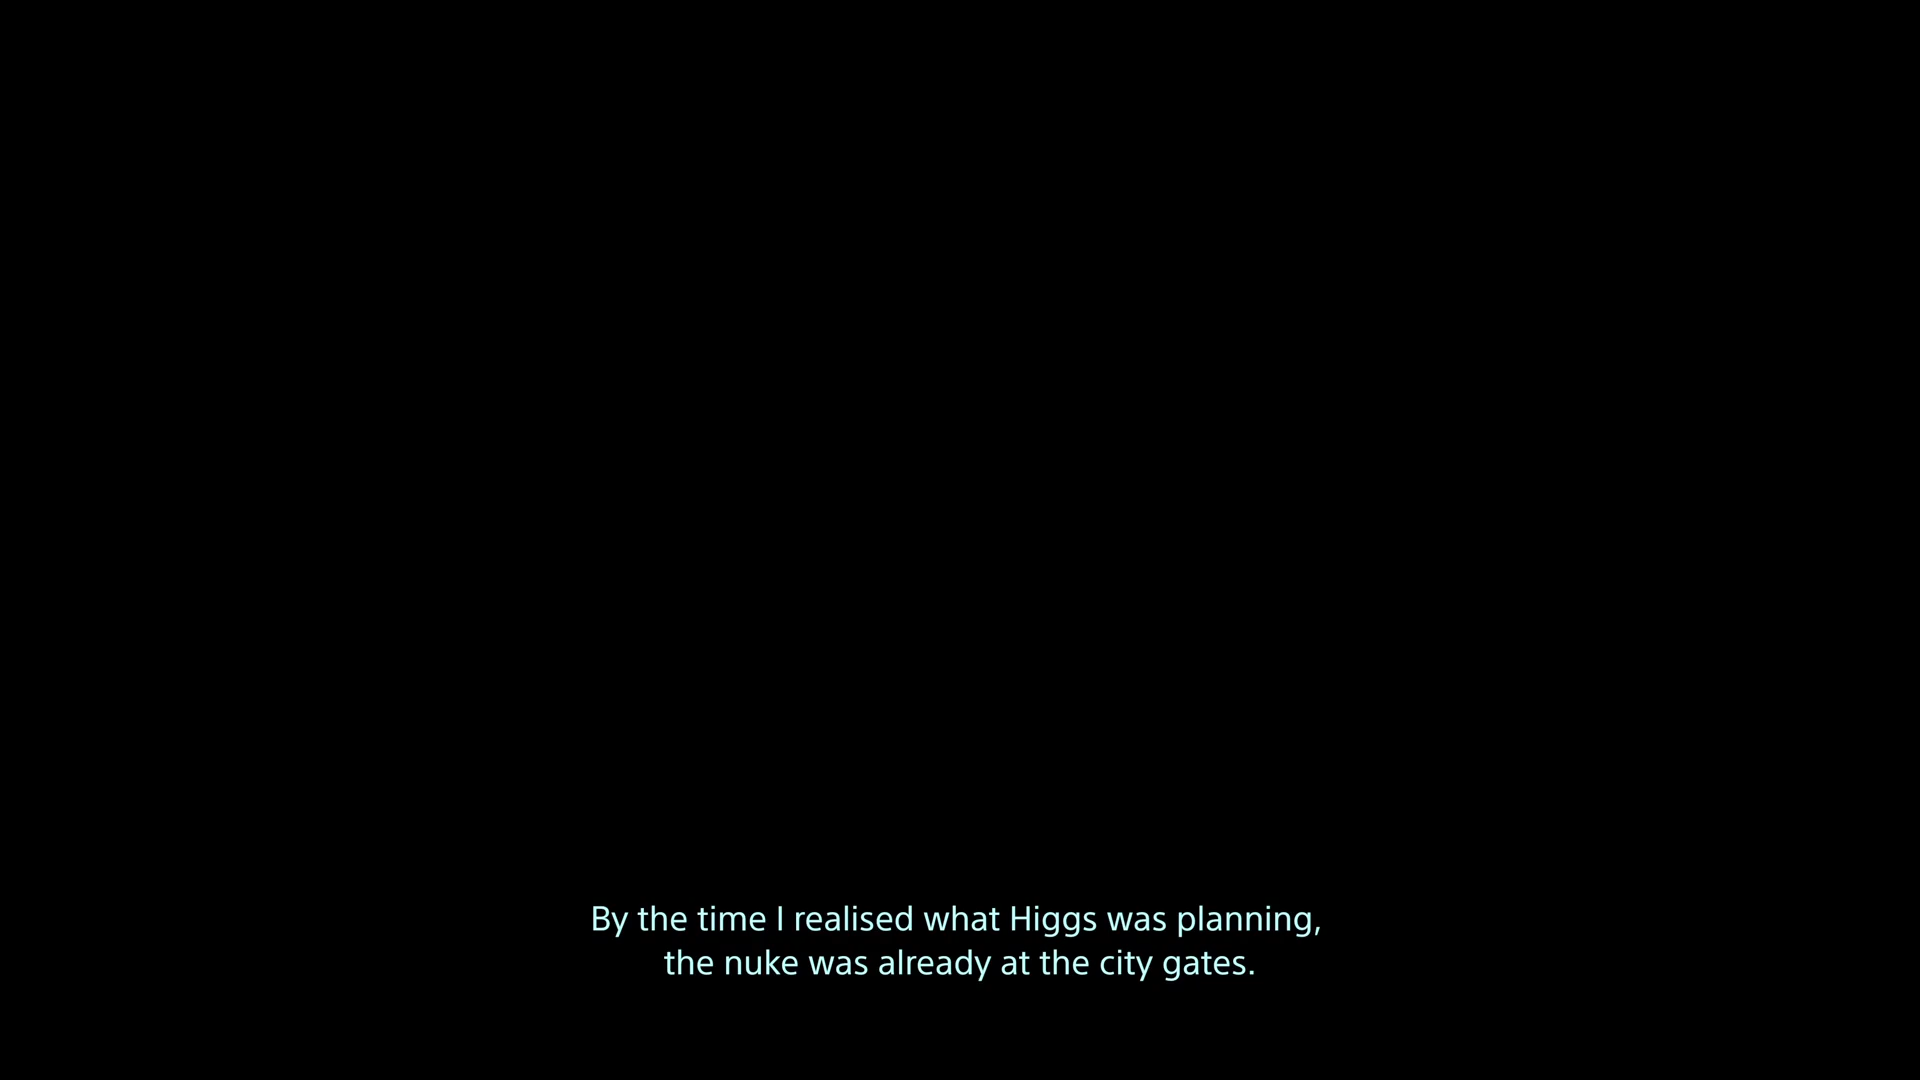 By the time I realised what Higgs was planning,
the nuke was already at the city gates.